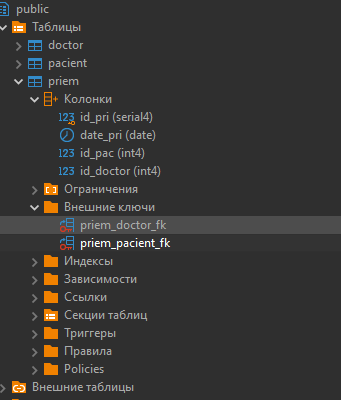 public
Таблицы
doctor
pacient
priem
Колонки
123 id_pri (serial4)
date_pri (date)
123 id_pac (int4)
123 id_doctor (int4)
Ограничения
Внешние ключи
priem_doctor_fk
priem_pacient_fk
Индексы
Зависимости
Ссылки
Секции таблиц
Триггеры
Правила
Policies
Внешние таблицы